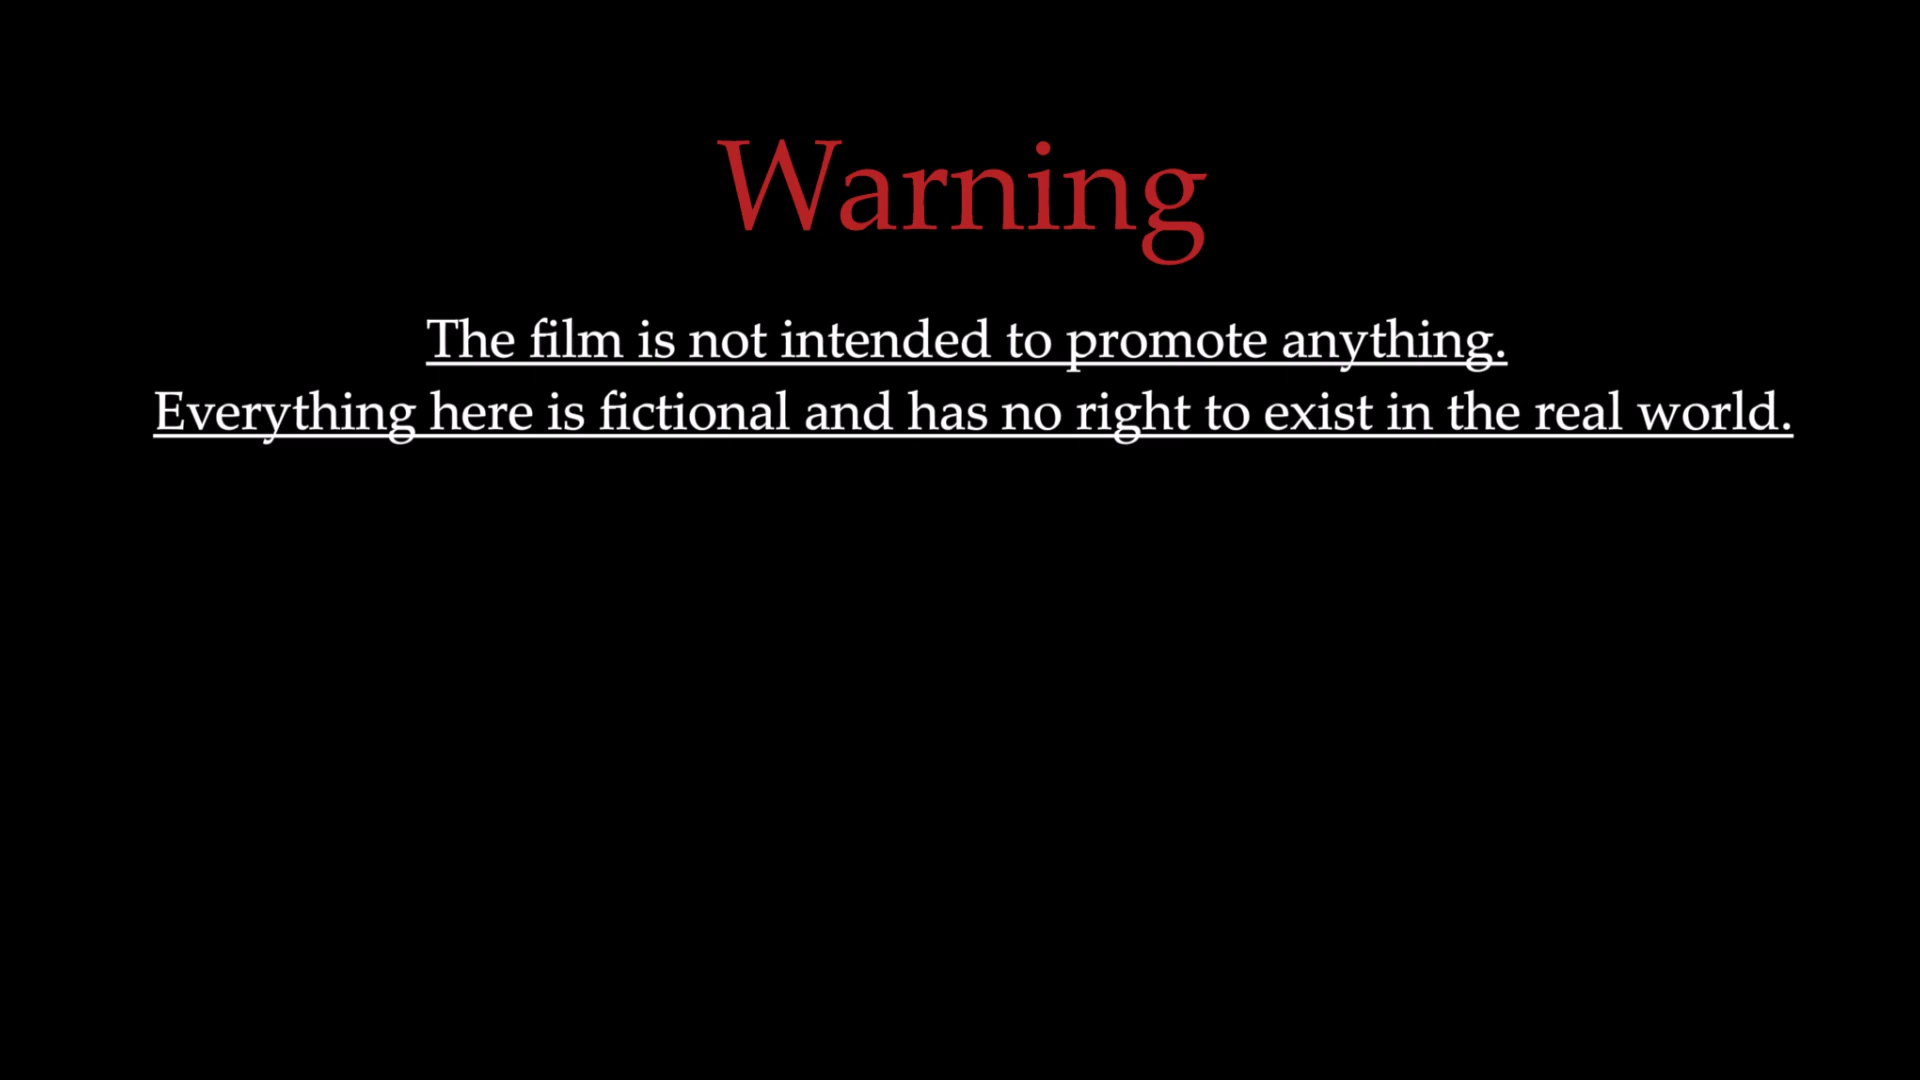 Warning
The film is not intended to promote anything.
Everything here is fictional and has no right to exist in the real world.